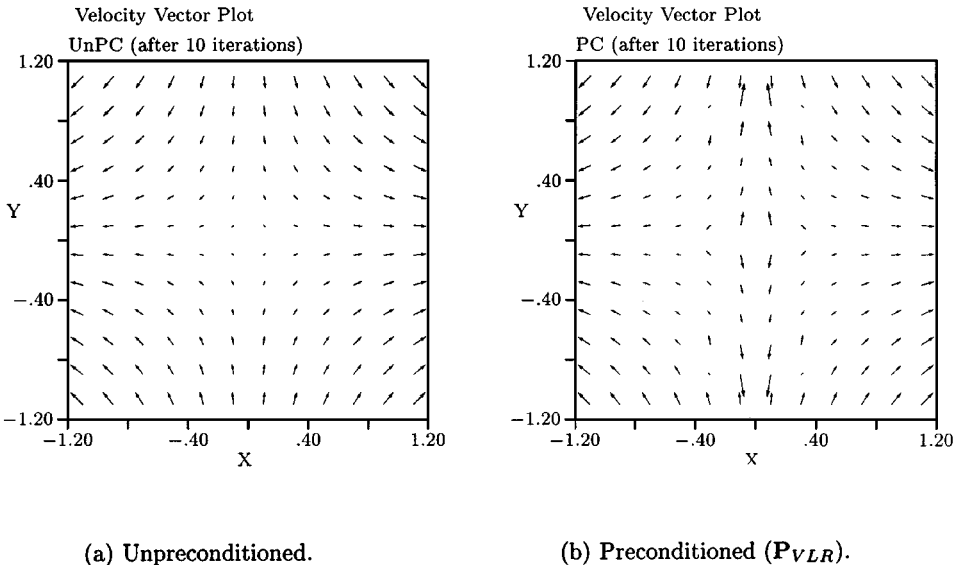 Velocity Vector Plot
UnPC (after 10 iterations)
1.20
.40
Y
−.40
−1.20
−1.20
−.40
.40
1.20
X
(a) Unpreconditioned.
Velocity Vector Plot
PC (after 10 iterations)
1.20
.40
Y
−.40
−1.20
−1.20
−.40
.40
1.20
X
(b) Preconditioned (P_VLR).